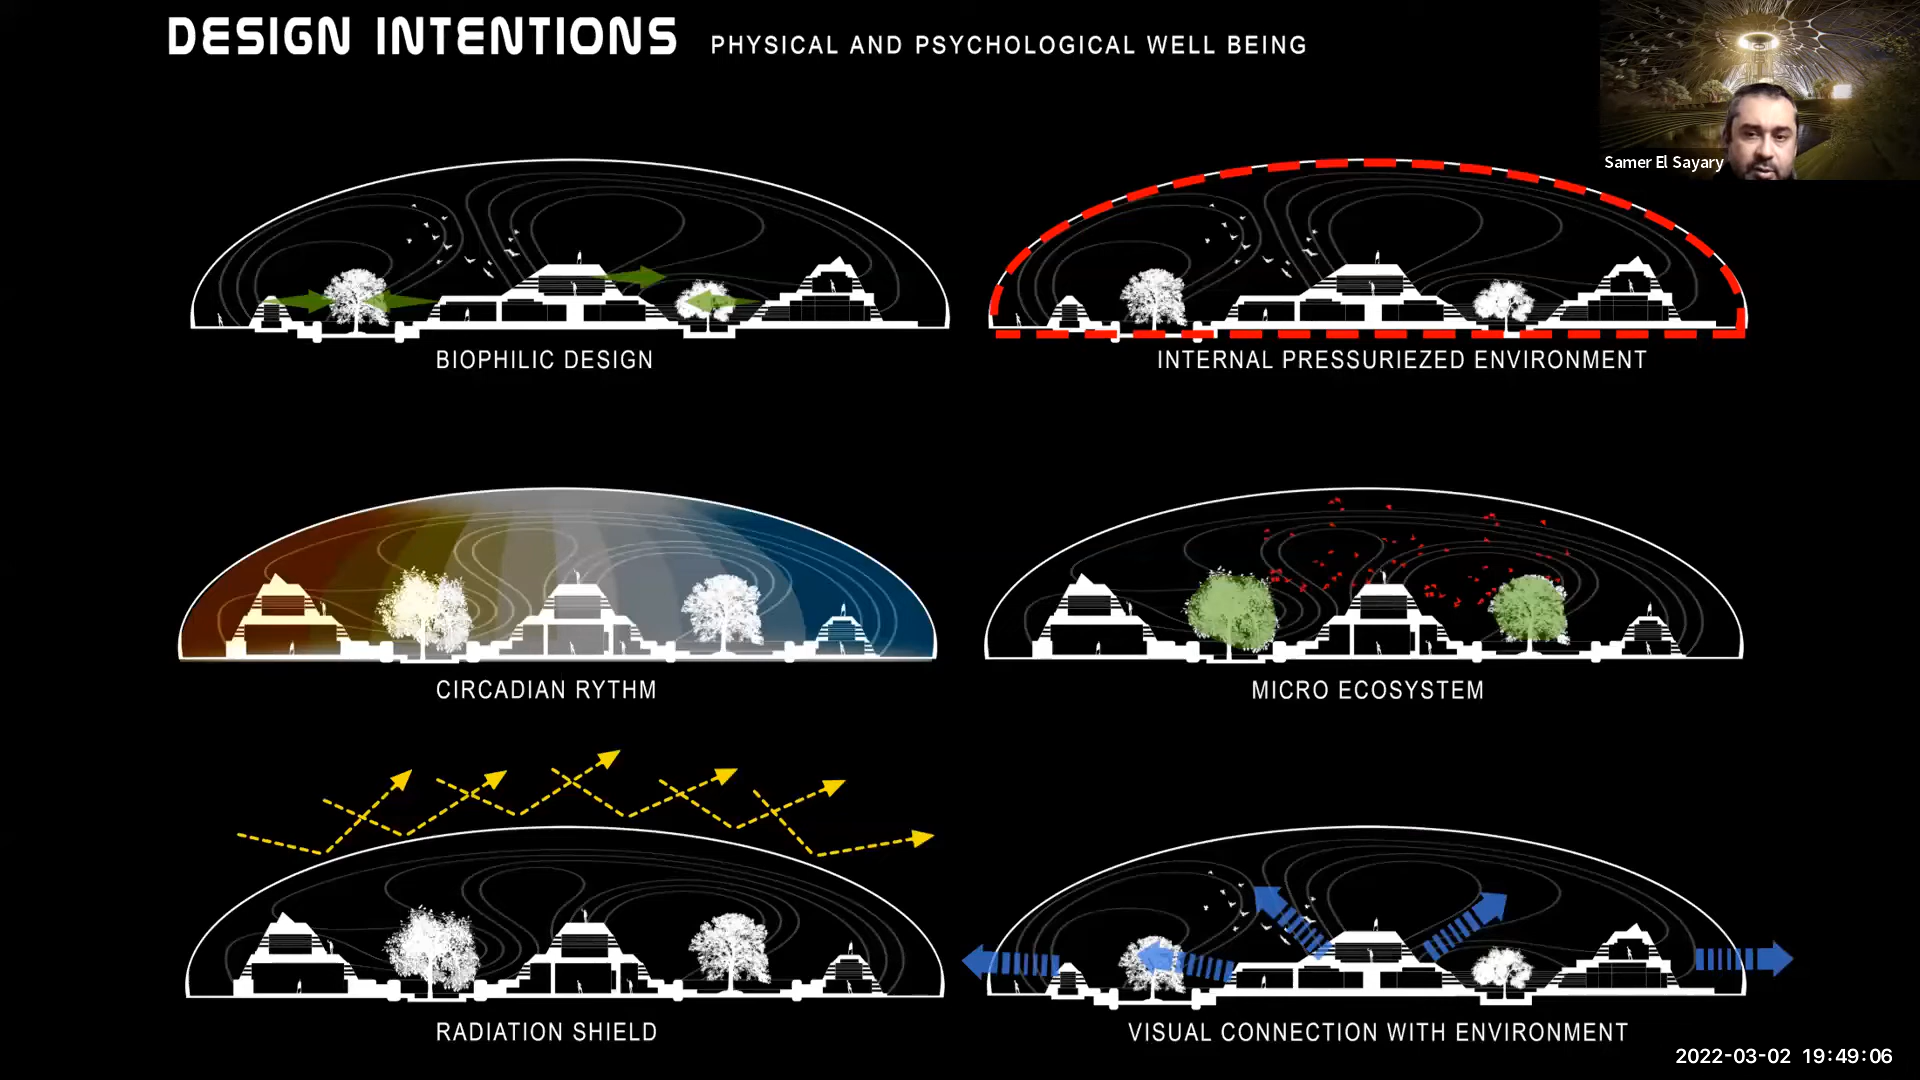 DESIGN INTENTIONS PHYSICAL AND PSYCHOLOGICAL WELL BEING
Samer El Sayary
BIOPHILIC DESIGN
INTERNAL PRESSURIEZED ENVIRONMENT
CIRCADIAN RYTHM
MICRO ECOSYSTEM
RADIATION SHIELD
VISUAL CONNECTION WITH ENVIRONMENT
2022-03-02 19:49:06